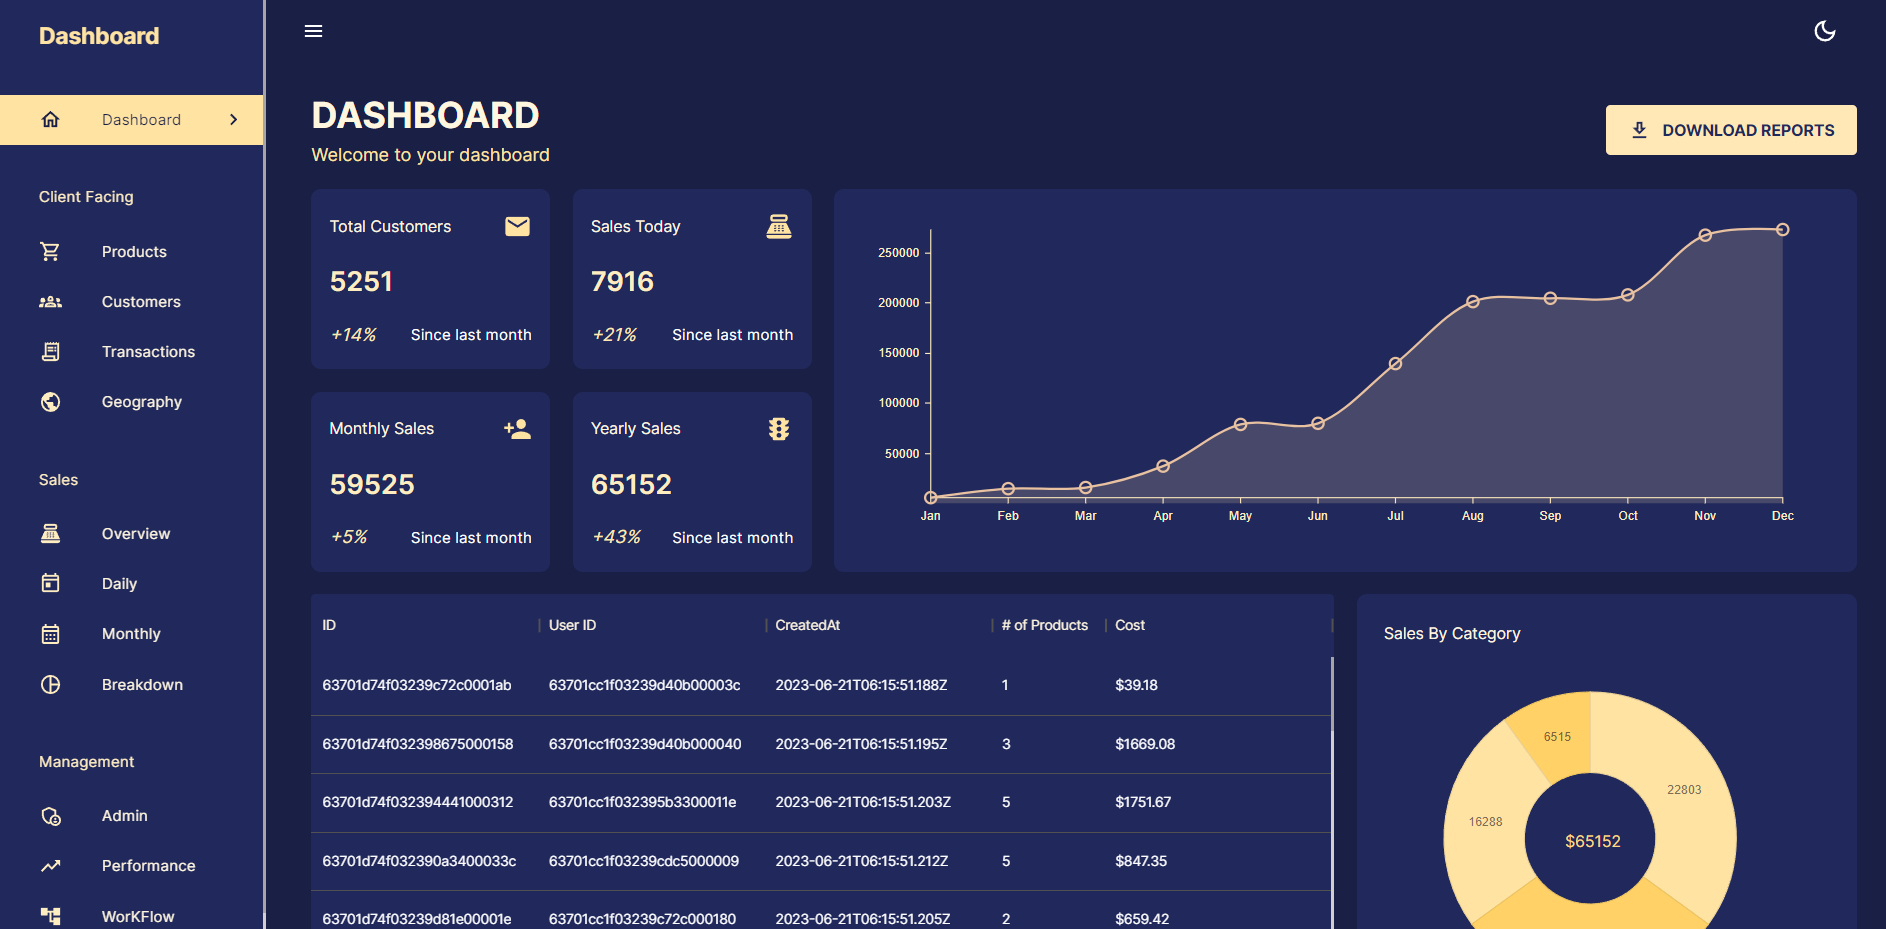 Dashboard
Dashboard
Client Facing
Products
Customers
Transactions
Geography
Sales
Overview
Daily
Monthly
Breakdown
Management
Admin
Performance
WorKFlow
DASHBOARD
Welcome to your dashboard
DOWNLOAD REPORTS
Total Customers
5251
+14% Since last month
Sales Today
7916
+21% Since last month
Monthly Sales
59525
+5% Since last month
Yearly Sales
65152
+43% Since last month
250000
200000
150000
100000
50000
Jan Feb Mar Apr May Jun Jul Aug Sep Oct Nov Dec
ID User ID CreatedAt # of Products Cost
63701d74f03239c72c0001ab 63701cc1f03239d40b00003c 2023-06-21T06:15:51.188Z 1 $39.18
63701d74f032398675000158 63701cc1f03239d40b000040 2023-06-21T06:15:51.195Z 3 $1669.08
63701d74f032394441000312 63701cc1f032395b3300011e 2023-06-21T06:15:51.203Z 5 $1751.67
63701d74f032390a3400033c 63701cc1f03239cdc5000009 2023-06-21T06:15:51.212Z 5 $847.35
63701d74f03239d81e00001e 63701cc1f03239c72c000180 2023-06-21T06:15:51.205Z 2 $659.42
Sales By Category
6515
22803
16288
$65152